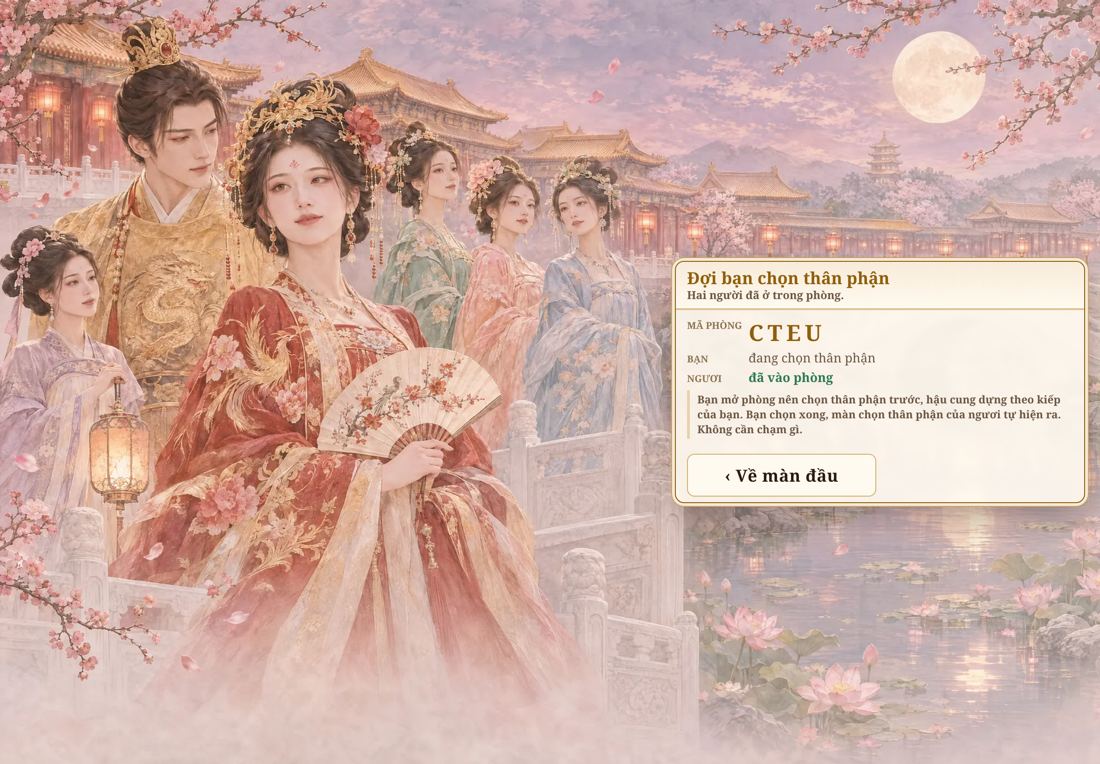 Đợi bạn chọn thân phận
Hai người đã ở trong phòng.
MÃ PHÒNG CTEU
BẠN đang chọn thân phận
NGƯƠI đã vào phòng
Bạn mở phòng nên chọn thân phận trước, hậu cung dựng theo kiếp
của bạn. Bạn chọn xong, màn chọn thân phận của ngươi tự hiện ra.
Không cần chạm gì.
‹ Về màn đầu